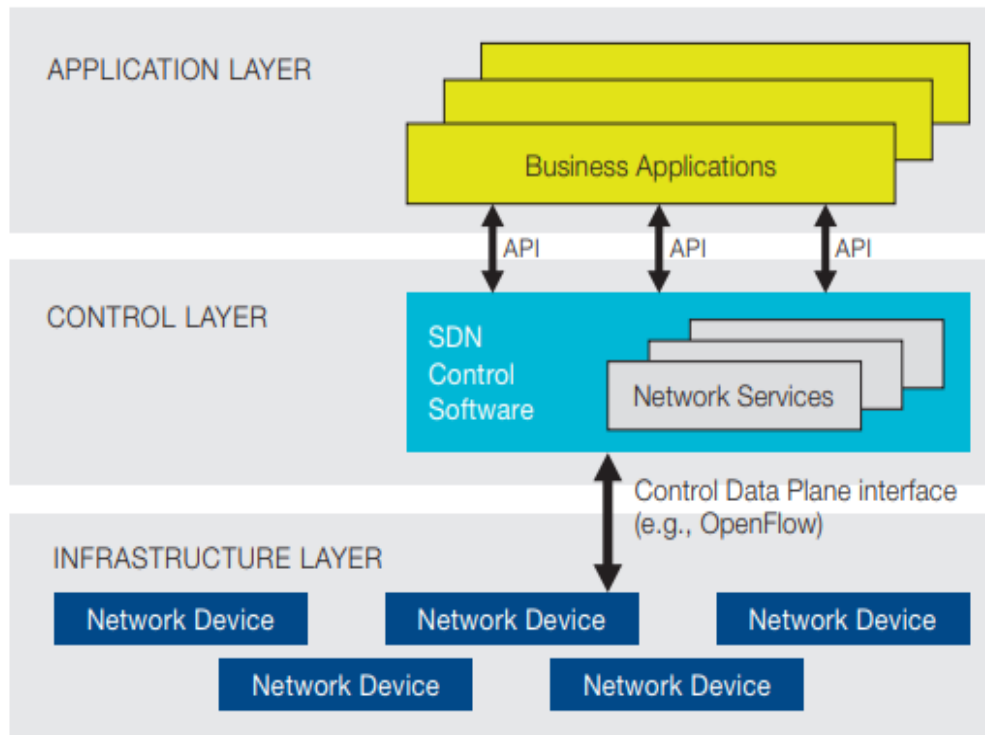 APPLICATION LAYER
Business Applications
API
API
API
CONTROL LAYER
SDN
Control
Software
Network Services
Control Data Plane interface
(e.g., OpenFlow)
INFRASTRUCTURE LAYER
Network Device
Network Device
Network Device
Network Device
Network Device